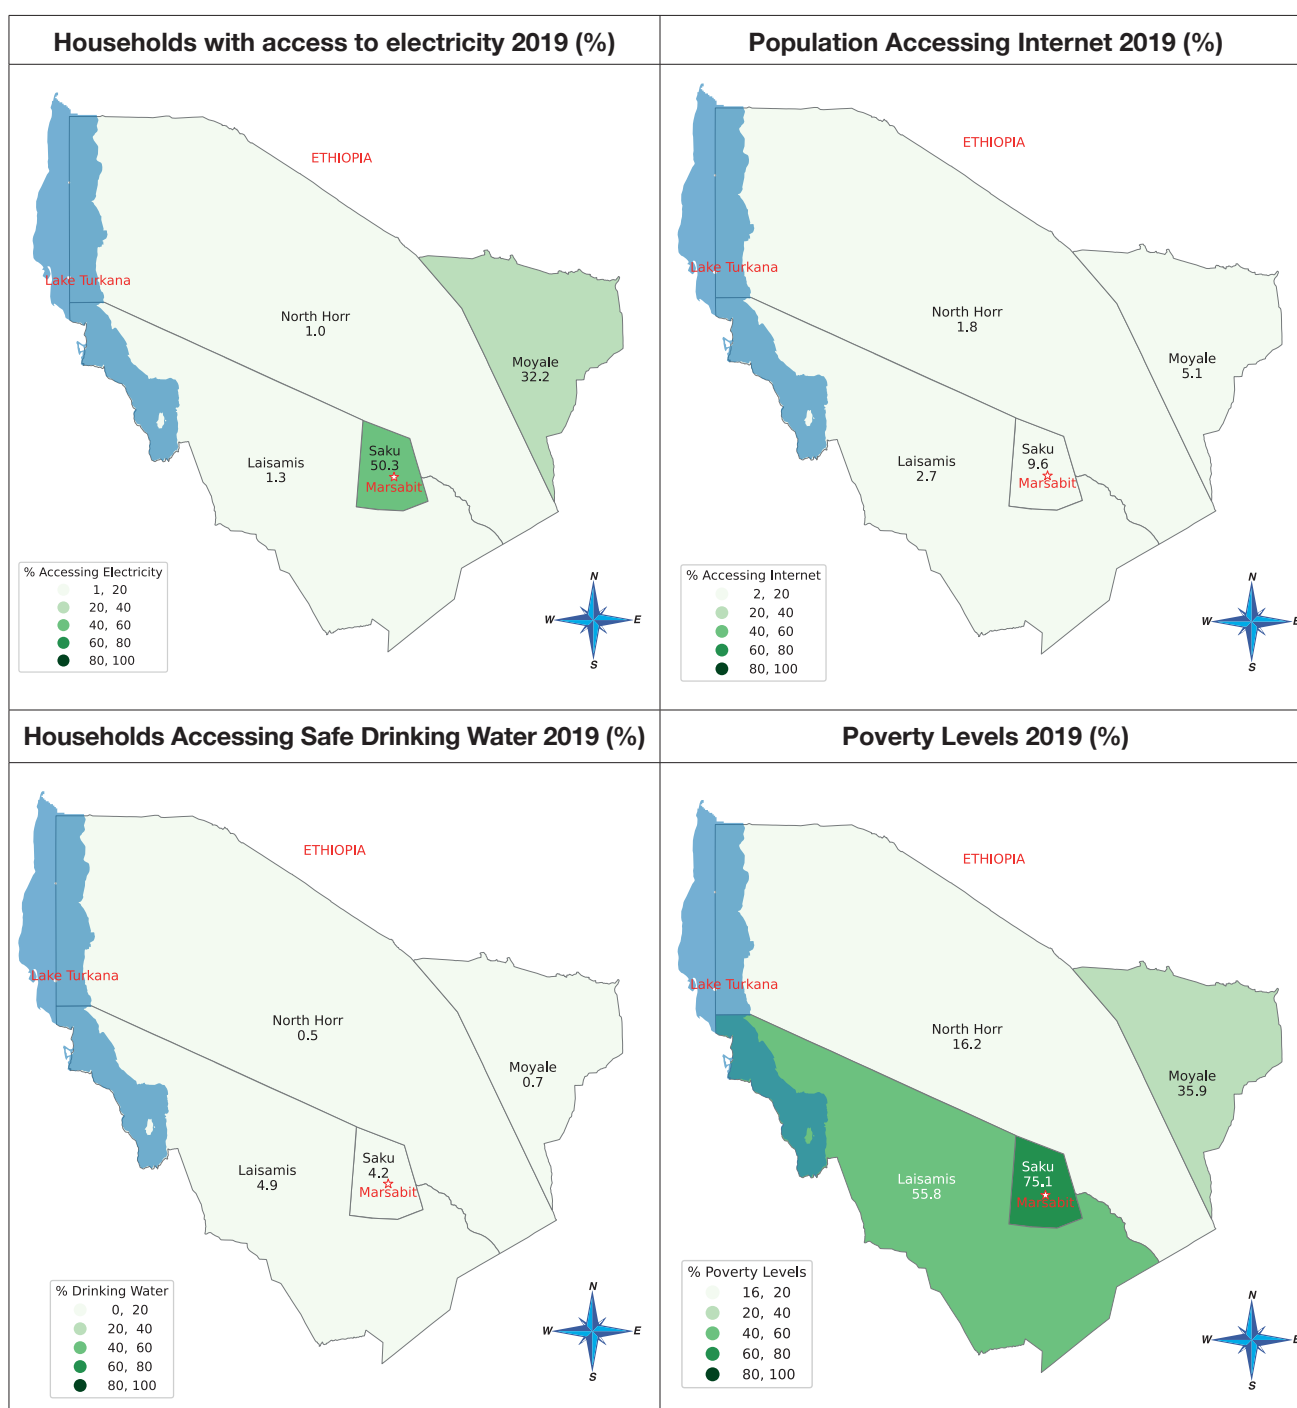 Households with access to electricity 2019 (%)
ETHIOPIA
Lake Turkana
North Horr
1.0
Moyale
32.2
Saku
50.3
Marsabit
Laisamis
1.3
% Accessing Electricity
1, 20
20, 40
40, 60
60, 80
80, 100
N
W E
S
Population Accessing Internet 2019 (%)
ETHIOPIA
Lake Turkana
North Horr
1.8
Moyale
5.1
Saku
9.6
Marsabit
Laisamis
2.7
% Accessing Internet
2, 20
20, 40
40, 60
60, 80
80, 100
N
W E
S
Households Accessing Safe Drinking Water 2019 (%)
ETHIOPIA
Lake Turkana
North Horr
0.5
Moyale
0.7
Saku
4.2
Marsabit
Laisamis
4.9
% Drinking Water
0, 20
20, 40
40, 60
60, 80
80, 100
N
W E
S
Poverty Levels 2019 (%)
ETHIOPIA
Lake Turkana
North Horr
16.2
Moyale
35.9
Saku
75.1
Marsabit
Laisamis
55.8
% Poverty Levels
16, 20
20, 40
40, 60
60, 80
80, 100
N
W E
S